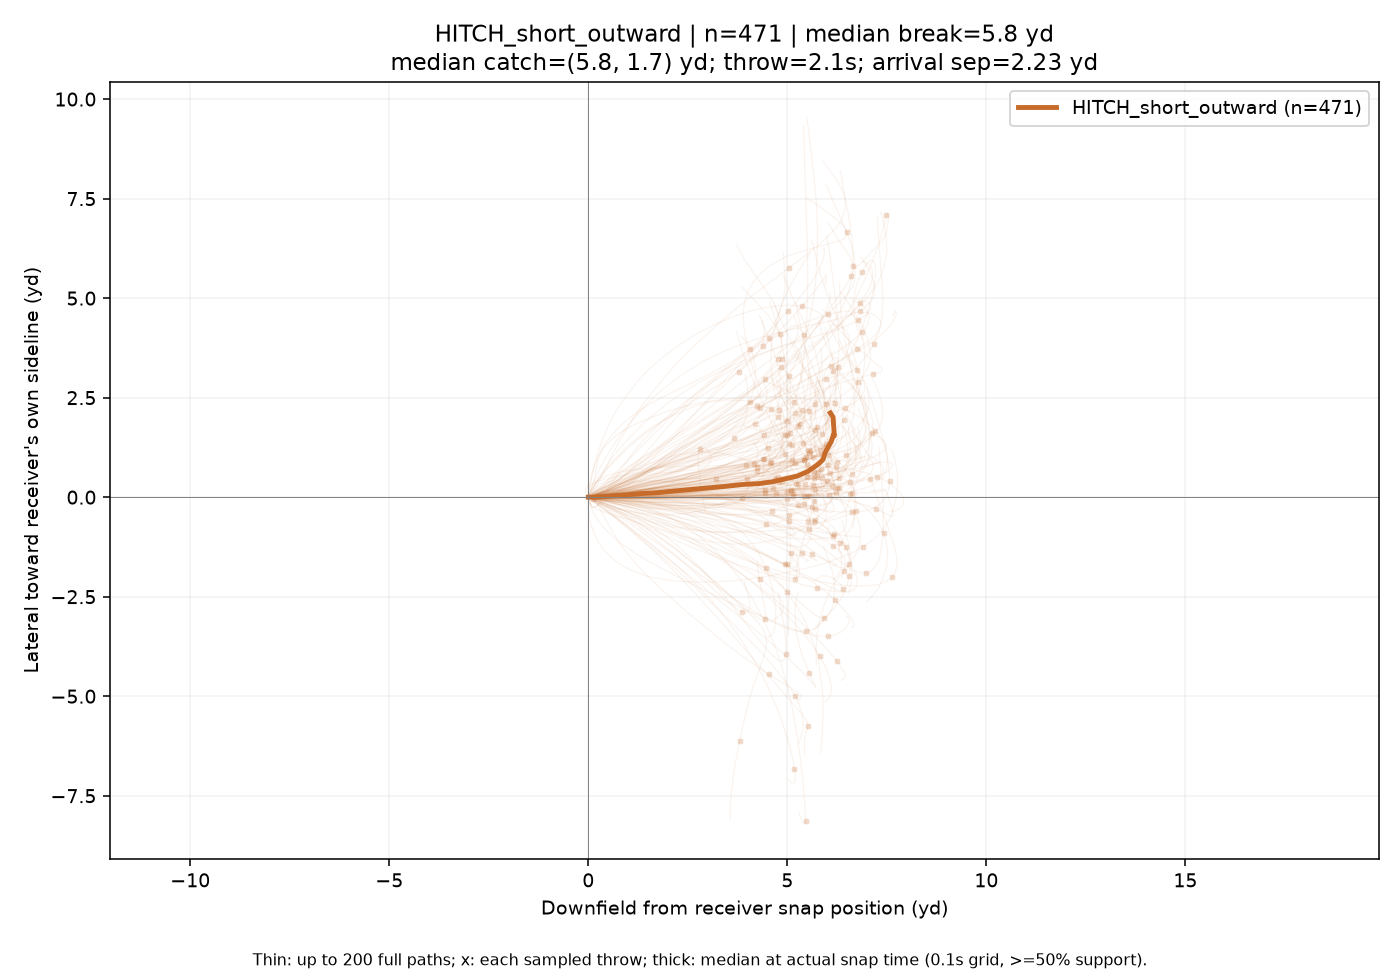 HITCH_short_outward | n=471 | median break=5.8 yd
median catch=(5.8, 1.7) yd; throw=2.1s; arrival sep=2.23 yd
HITCH_short_outward (n=471)
Lateral toward receiver's own sideline (yd)
10.0
7.5
5.0
2.5
0.0
−2.5
−5.0
−7.5
−10
−5
0
5
10
15
Downfield from receiver snap position (yd)
Thin: up to 200 full paths; x: each sampled throw; thick: median at actual snap time (0.1s grid, >=50% support).